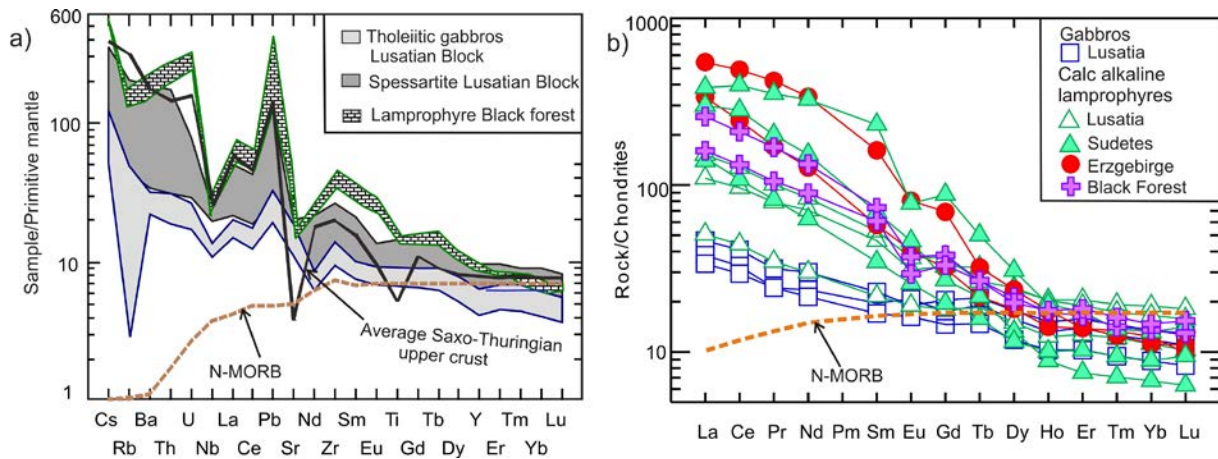 a)
600
100
10
1
Sample/Primitive mantle
Tholeiitic gabbros
Lusatian Block
Spessartite Lusatian Block
Lamprophyre Black forest
Average Saxo-Thuringian
upper crust
N-MORB
Cs Ba U La Pb Nd Sm Ti Tb Y Tm Lu
Rb Th Nb Ce Sr Zr Eu Gd Dy Er Yb
b)
1000
100
10
Rock/Chondrites
Gabbros
Lusatia
Calc alkaline
lamprophyres
Lusatia
Sudetes
Erzgebirge
Black Forest
N-MORB
La Ce Pr Nd Pm Sm Eu Gd Tb Dy Ho Er Tm Yb Lu